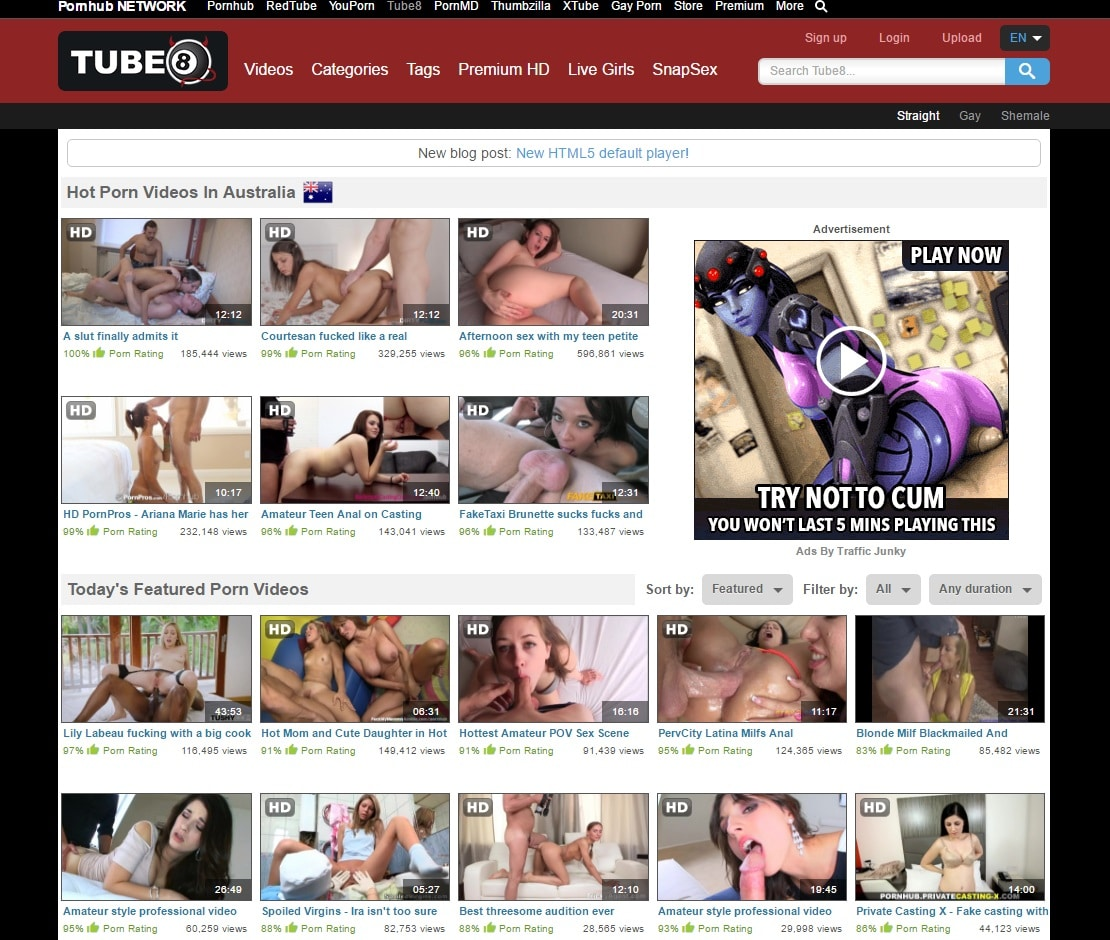 Pornhub NETWORK Pornhub RedTube YouPorn Tube8 PornMD Thumbzilla XTube Gay Porn Store Premium More
Sign up Login Upload EN
TUBE8 Videos Categories Tags Premium HD Live Girls SnapSex Search Tube8...
Straight Gay Shemale
New blog post: New HTML5 default player!
Hot Porn Videos In Australia
Advertisement
HD HD HD
PLAY NOW
12:12 12:12 20:31
A slut finally admits it Courtesan fucked like a real Afternoon sex with my teen petite
100% Porn Rating 185,444 views 99% Porn Rating 329,255 views 96% Porn Rating 596,861 views
HD HD HD
10:17 12:40 12:31
HD PornPros - Ariana Marie has her Amateur Teen Anal on Casting FakeTaxi Brunette sucks fucks and
99% Porn Rating 232,148 views 96% Porn Rating 143,041 views 96% Porn Rating 133,487 views
TRY NOT TO CUM
YOU WON'T LAST 5 MINS PLAYING THIS
Ads By Traffic Junky
Today's Featured Porn Videos Sort by: Featured Filter by: All Any duration
HD HD HD
43:53 06:31 16:16 11:17 21:31
TUSHY
Lily Labeau fucking with a big cook Hot Mom and Cute Daughter in Hot Hottest Amateur POV Sex Scene PervCity Latina Milfs Anal Blonde Milf Blackmailed And
97% Porn Rating 116,495 views 91% Porn Rating 149,412 views 91% Porn Rating 91,439 views 95% Porn Rating 124,365 views 83% Porn Rating 85,482 views
HD HD HD HD
26:49 05:27 12:10 19:45 14:00
PORNHUB.PRIVATECASTING-X.COM
Amateur style professional video Spoiled Virgins - Ira isn't too sure Best threesome audition ever Amateur style professional video Private Casting X - Fake casting with
95% Porn Rating 60,259 views 88% Porn Rating 82,753 views 88% Porn Rating 28,565 views 93% Porn Rating 29,998 views 86% Porn Rating 44,123 views